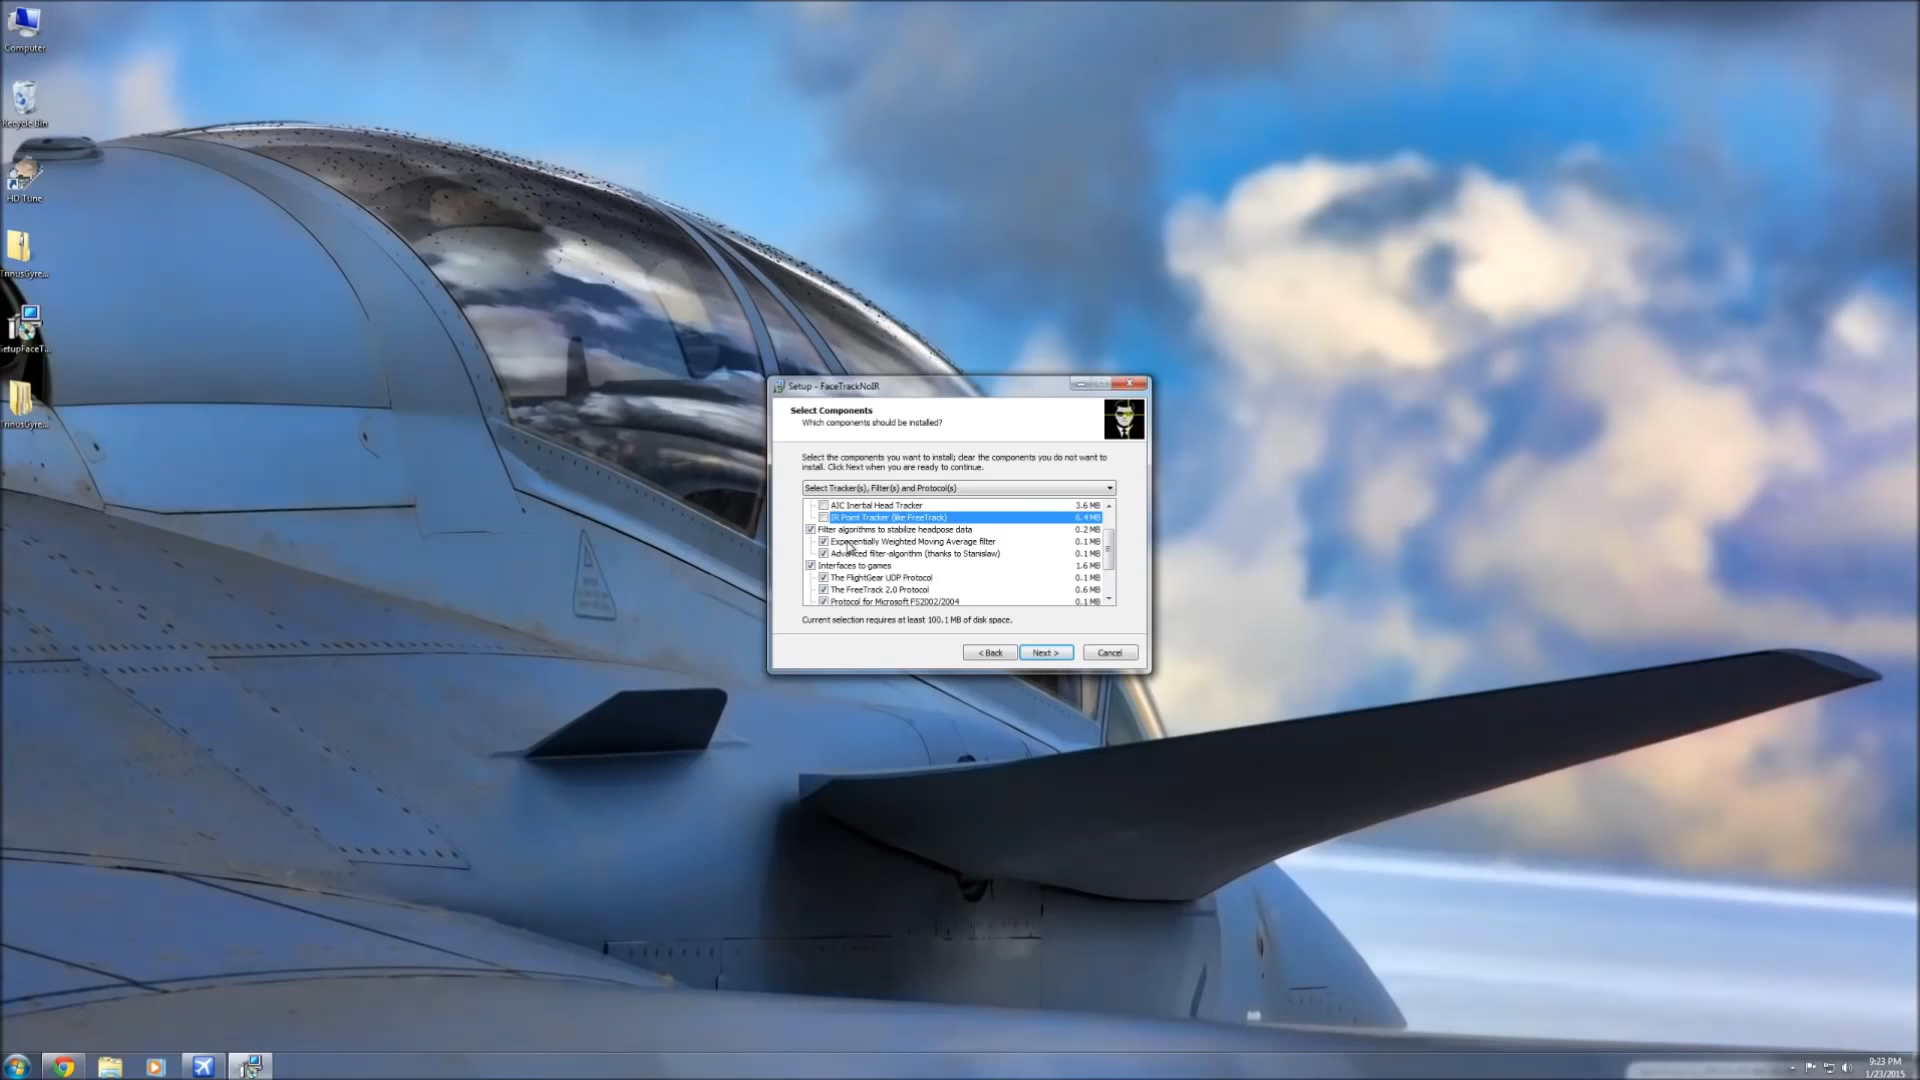 Computer
Recycle Bin
HD Tune
TrinusGyre...
SetupFaceT...
TrinusGyre...
Setup - FaceTrackNoIR
Select Components
Which components should be installed?
Select the components you want to install; clear the components you do not want to
install. Click Next when you are ready to continue.
Select Tracker(s), Filter(s) and Protocol(s)
AIC Inertial Head Tracker 3.6 MB
IR Point Tracker (like FreeTrack) 6.4 MB
Filter algorithms to stabilize headpose data 0.2 MB
Exponentially Weighted Moving Average filter 0.1 MB
Advanced filter-algorithm (thanks to Stanislaw) 0.1 MB
Interfaces to games 1.6 MB
The FlightGear UDP Protocol 0.1 MB
The FreeTrack 2.0 Protocol 0.6 MB
Protocol for Microsoft FS2002/2004 0.1 MB
Current selection requires at least 100.1 MB of disk space.
< Back Next > Cancel
9:23 PM
1/23/2015